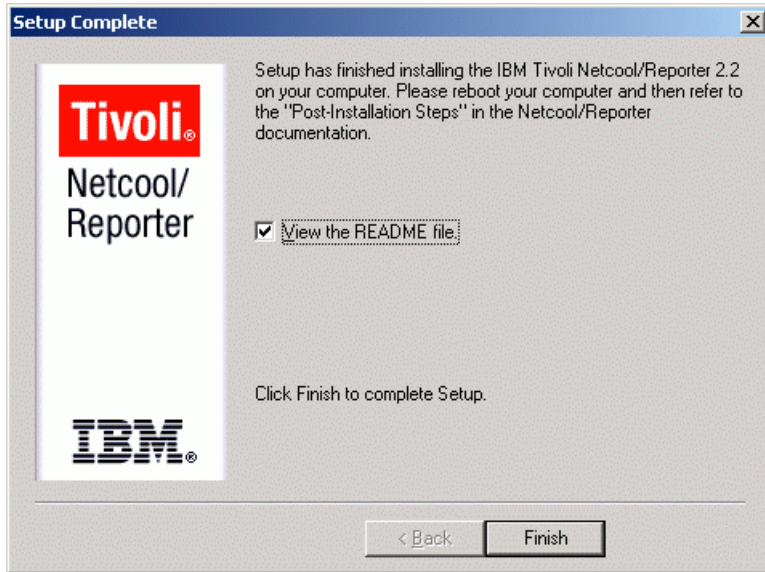 Setup Complete
Setup has finished installing the IBM Tivoli Netcool/Reporter 2.2
on your computer. Please reboot your computer and then refer to
the "Post-Installation Steps" in the Netcool/Reporter
documentation.
Tivoli®
Netcool/
Reporter
View the README file.
Click Finish to complete Setup.
IBM®
< Back
Finish